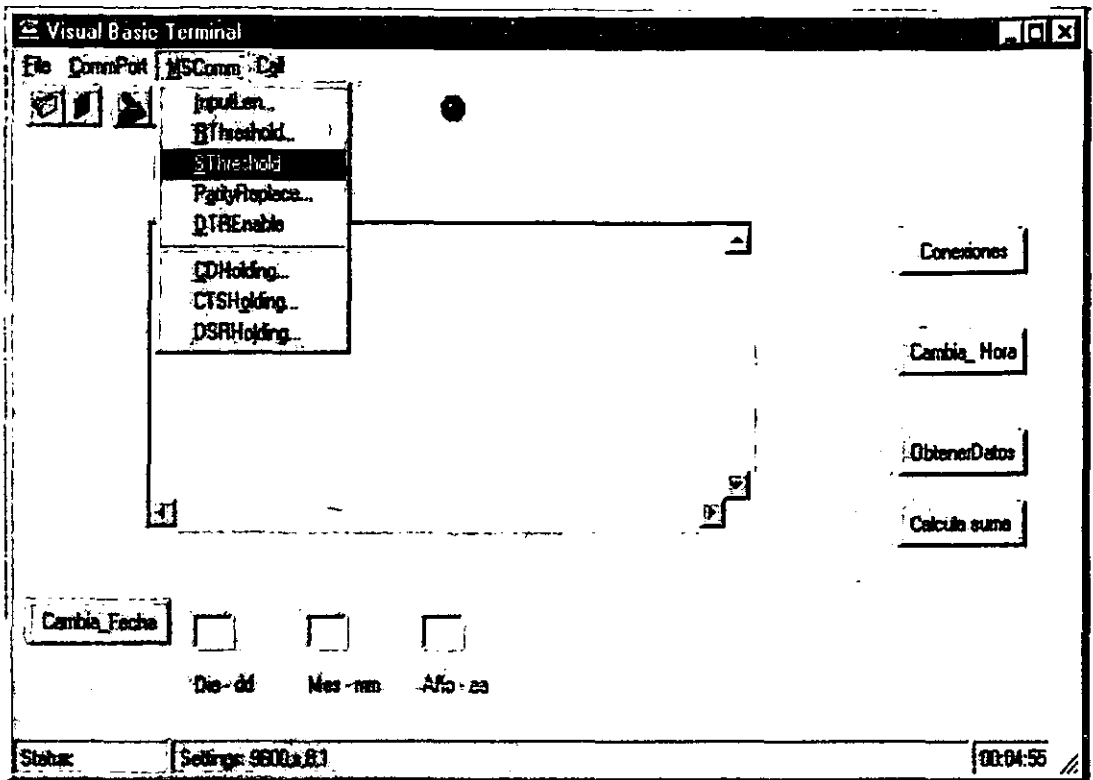 Visual Basic Terminal
File CommPort MSComm Call
InputLen...
RThreshold...
SThreshold
ParityReplace...
DTREnable
CDHolding...
CTSHolding...
DSRHolding...
Conexiones
Cambia_ Hora
ObtenerDatos
Calcula suma
Cambia_Fecha
Dia - dd Mes - mm Año - aa
Status: Settings: 9600,n,8,1 00:04:55